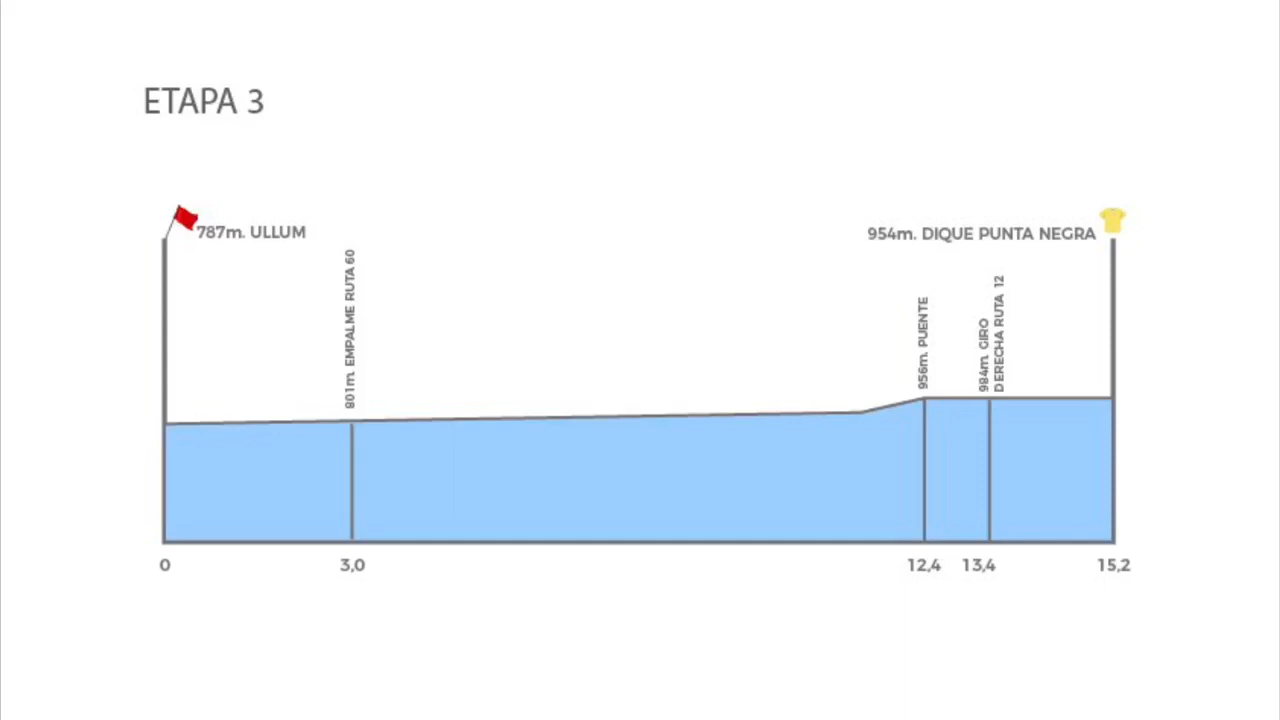 ETAPA 3
787m. ULLUM
954m. DIQUE PUNTA NEGRA
801m. EMPALME RUTA 60
956m. PUENTE
984m. GIRO
DERECHA RUTA 12
0
3,0
12,4
13,4
15,2